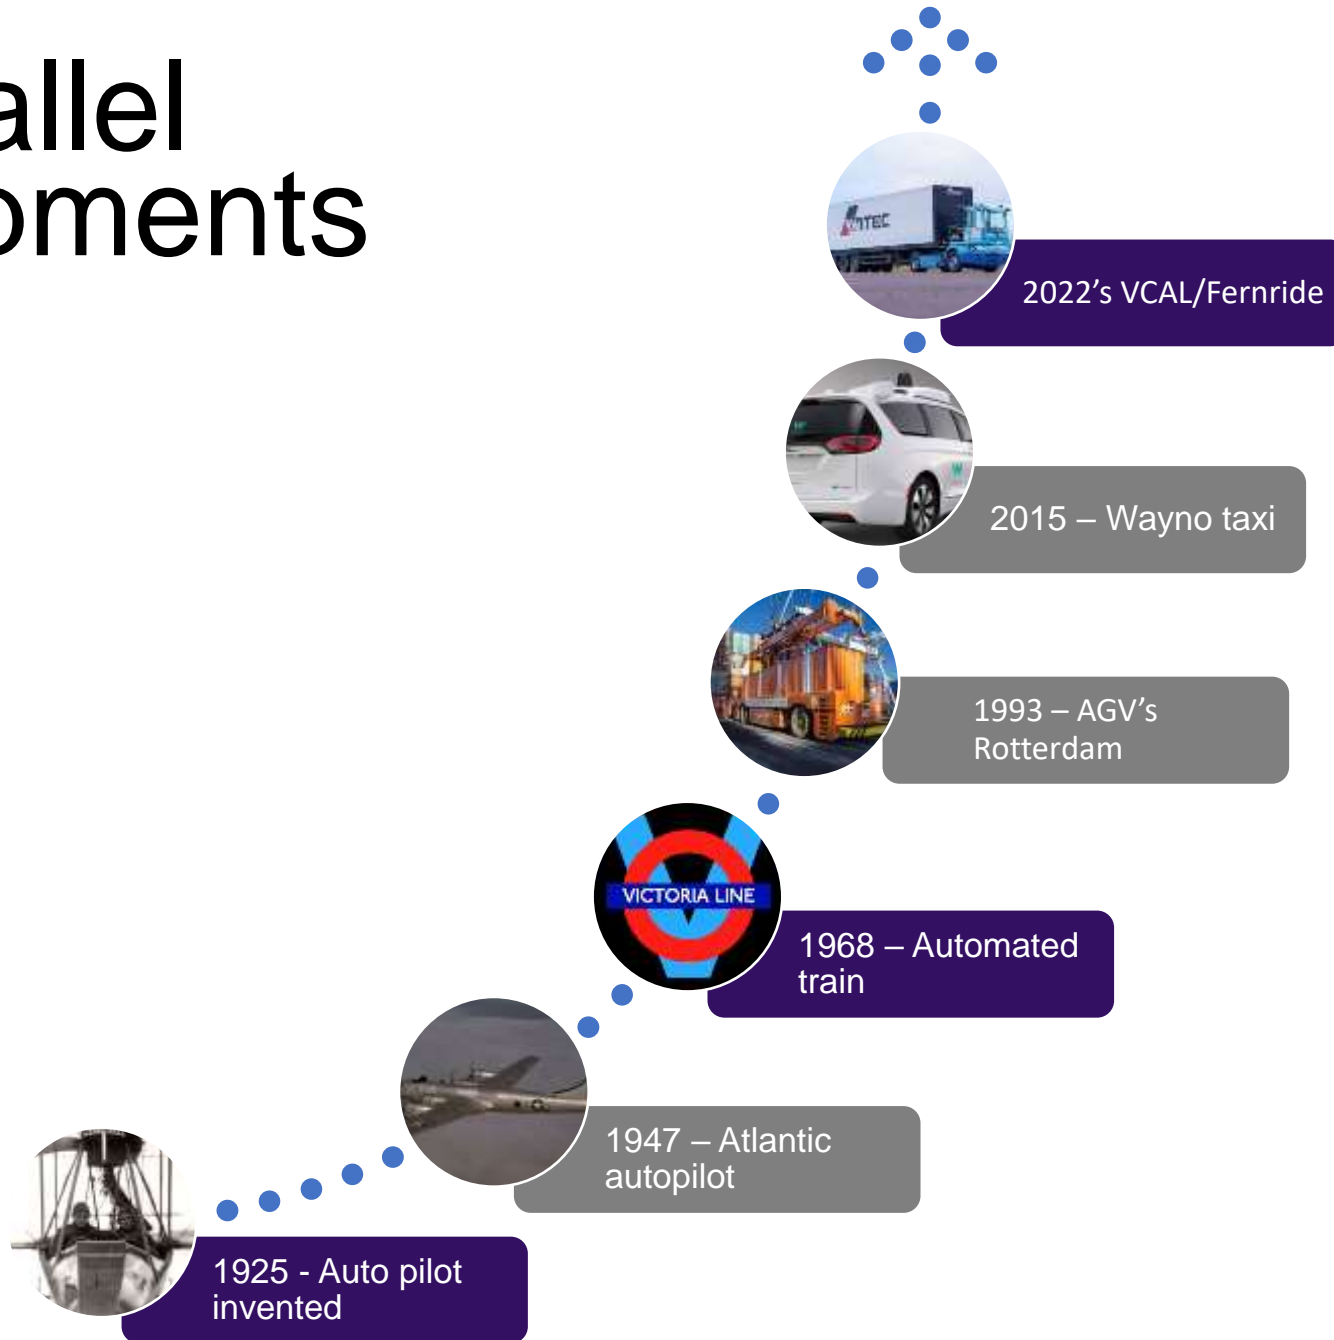 allel
oments
2022’s VCAL/Fernride
2015 – Wayno taxi
1993 – AGV’s
Rotterdam
VICTORIA LINE
1968 – Automated
train
1947 – Atlantic
autopilot
1925 - Auto pilot
invented